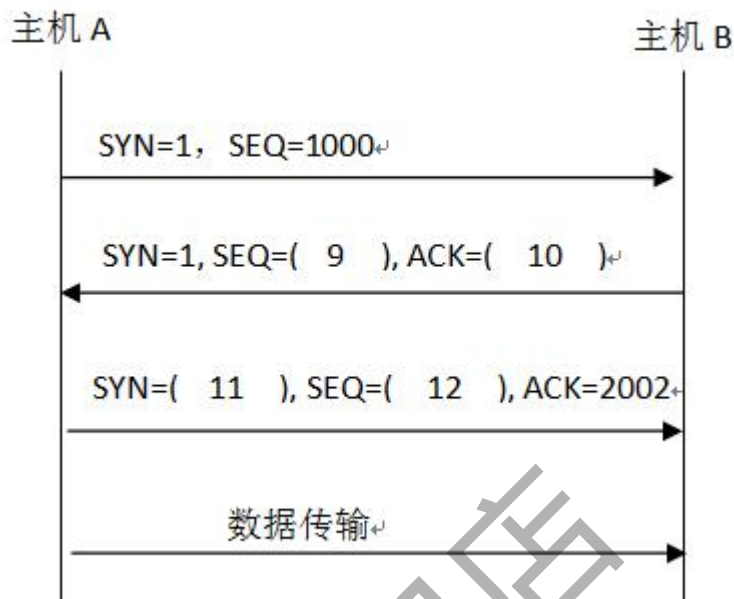 主机 A
主机 B
SYN=1，SEQ=1000↵
SYN=1, SEQ=( 9 ), ACK=( 10 )↵
SYN=( 11 ), SEQ=( 12 ), ACK=2002↵
数据传输↵
店